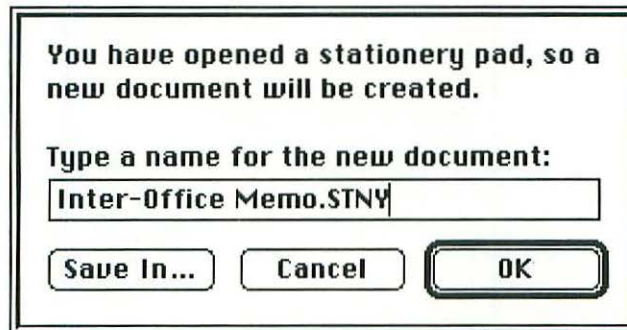 You have opened a stationery pad, so a
new document will be created.
Type a name for the new document:
Inter-Office Memo.STNY
Save In...
Cancel
OK